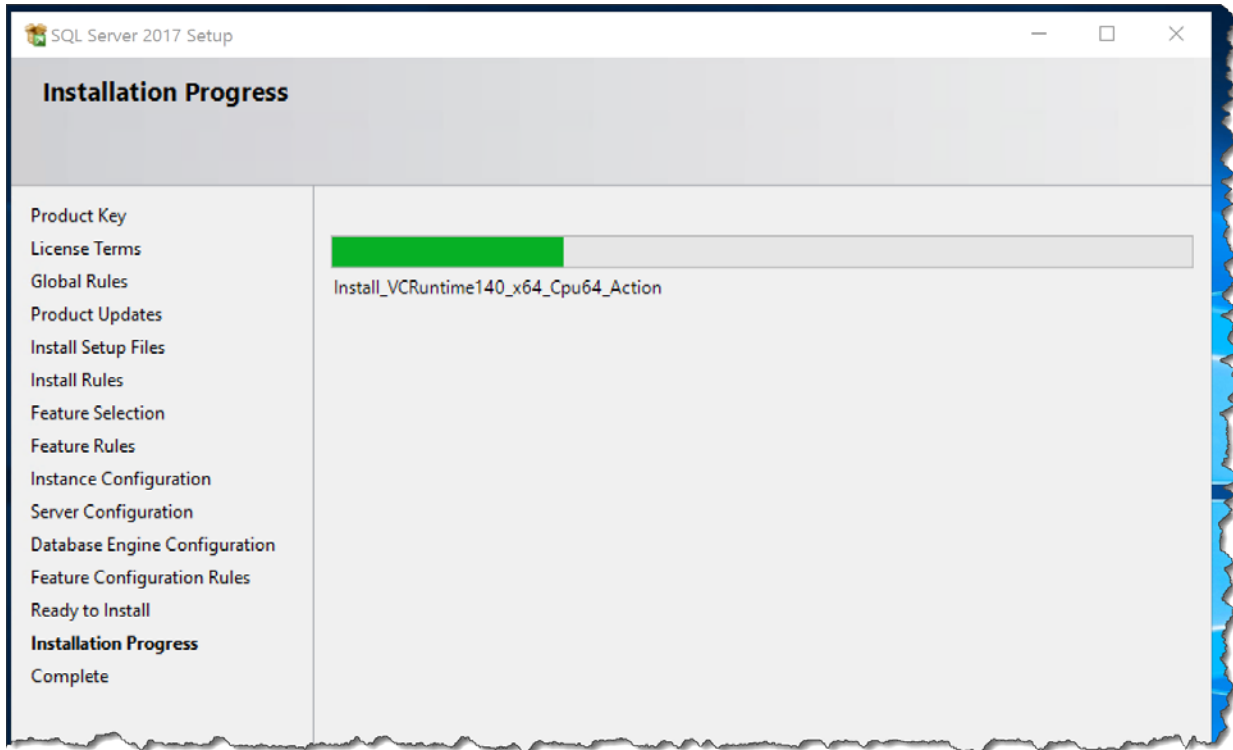 SQL Server 2017 Setup
Installation Progress
Product Key
License Terms
Global Rules
Product Updates
Install Setup Files
Install Rules
Feature Selection
Feature Rules
Instance Configuration
Server Configuration
Database Engine Configuration
Feature Configuration Rules
Ready to Install
Installation Progress
Complete
Install_VCRuntime140_x64_Cpu64_Action